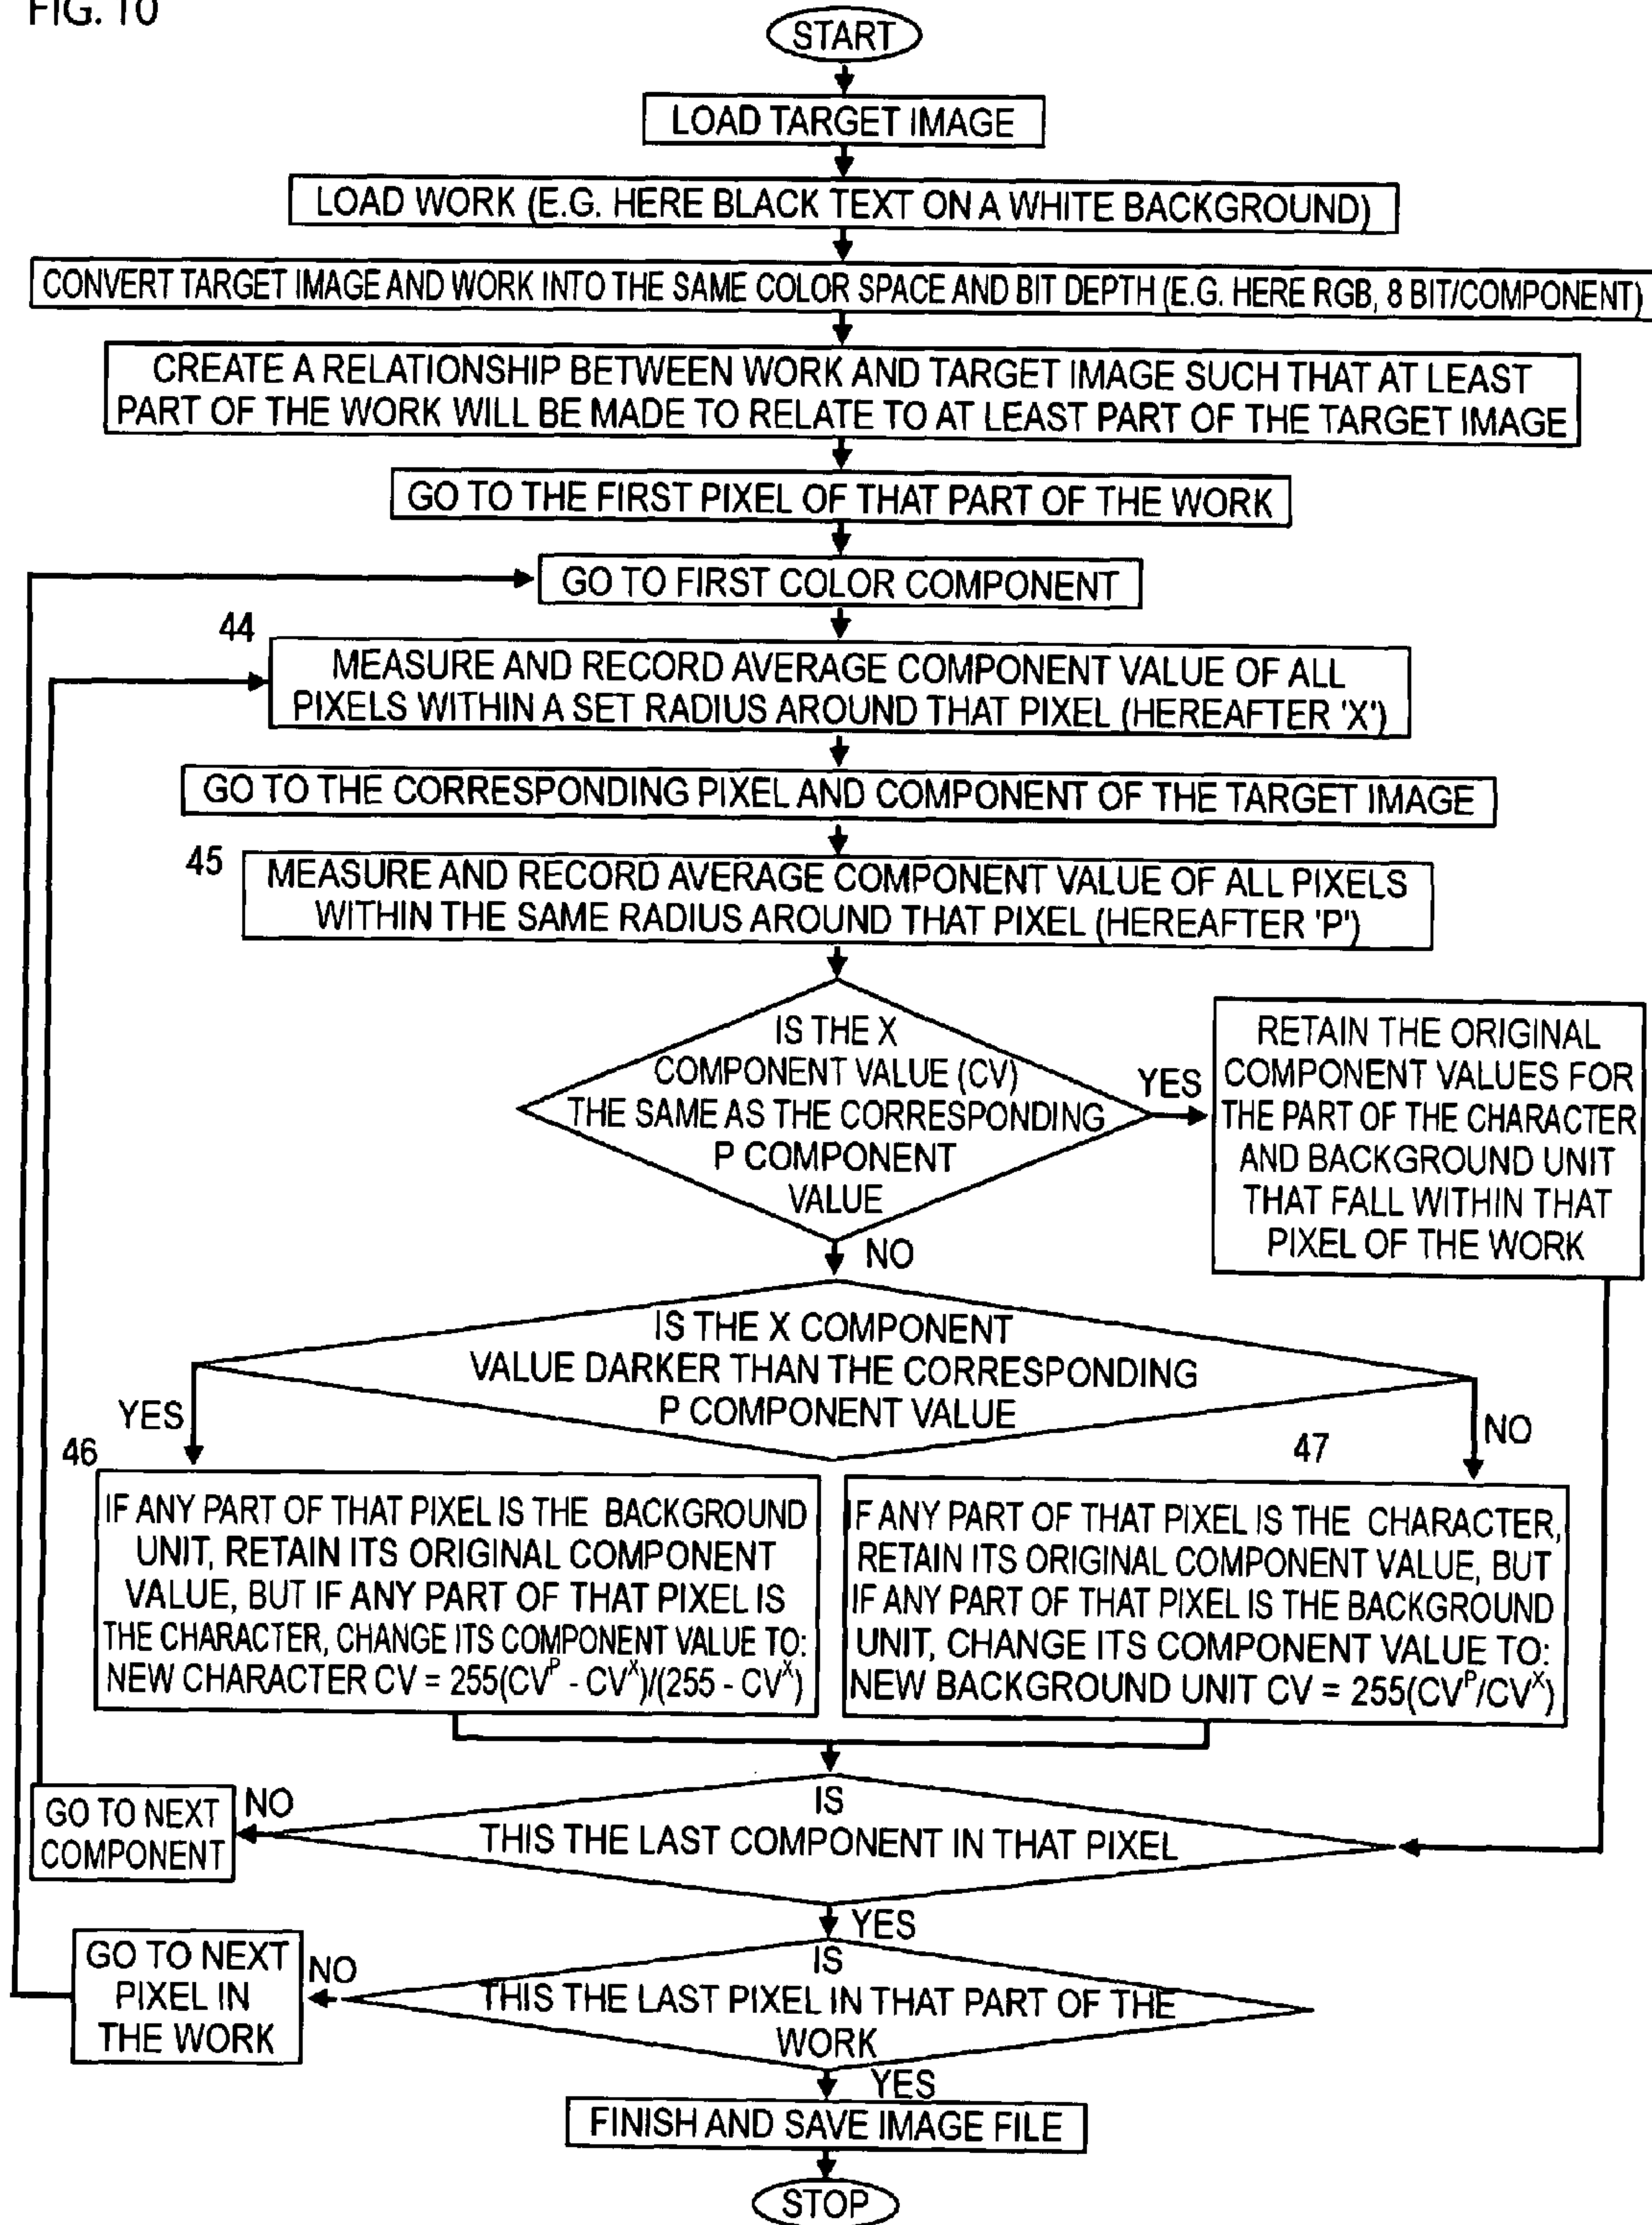 FIG. 10
START
LOAD TARGET IMAGE
LOAD WORK (E.G. HERE BLACK TEXT ON A WHITE BACKGROUND)
CONVERT TARGET IMAGE AND WORK INTO THE SAME COLOR SPACE AND BIT DEPTH (E.G. HERE RGB, 8 BIT/COMPONENT)
CREATE A RELATIONSHIP BETWEEN WORK AND TARGET IMAGE SUCH THAT AT LEAST
PART OF THE WORK WILL BE MADE TO RELATE TO AT LEAST PART OF THE TARGET IMAGE
GO TO THE FIRST PIXEL OF THAT PART OF THE WORK
GO TO FIRST COLOR COMPONENT
44
MEASURE AND RECORD AVERAGE COMPONENT VALUE OF ALL
PIXELS WITHIN A SET RADIUS AROUND THAT PIXEL (HEREAFTER 'X')
GO TO THE CORRESPONDING PIXEL AND COMPONENT OF THE TARGET IMAGE
45
MEASURE AND RECORD AVERAGE COMPONENT VALUE OF ALL PIXELS
WITHIN THE SAME RADIUS AROUND THAT PIXEL (HEREAFTER 'P')
IS THE X
COMPONENT VALUE (CV)
THE SAME AS THE CORRESPONDING
P COMPONENT
VALUE
YES
RETAIN THE ORIGINAL
COMPONENT VALUES FOR
THE PART OF THE CHARACTER
AND BACKGROUND UNIT
THAT FALL WITHIN THAT
PIXEL OF THE WORK
NO
IS THE X COMPONENT
VALUE DARKER THAN THE CORRESPONDING
P COMPONENT VALUE
YES
NO
46
IF ANY PART OF THAT PIXEL IS THE BACKGROUND
UNIT, RETAIN ITS ORIGINAL COMPONENT
VALUE, BUT IF ANY PART OF THAT PIXEL IS
THE CHARACTER, CHANGE ITS COMPONENT VALUE TO:
NEW CHARACTER CV = 255(CV^P - CV^X)/(255 - CV^X)
47
IF ANY PART OF THAT PIXEL IS THE CHARACTER,
RETAIN ITS ORIGINAL COMPONENT VALUE, BUT
IF ANY PART OF THAT PIXEL IS THE BACKGROUND
UNIT, CHANGE ITS COMPONENT VALUE TO:
NEW BACKGROUND UNIT CV = 255(CV^P/CV^X)
IS
THIS THE LAST COMPONENT IN THAT PIXEL
NO
GO TO NEXT
COMPONENT
YES
IS
THIS THE LAST PIXEL IN THAT PART OF THE
WORK
NO
GO TO NEXT
PIXEL IN
THE WORK
YES
FINISH AND SAVE IMAGE FILE
STOP